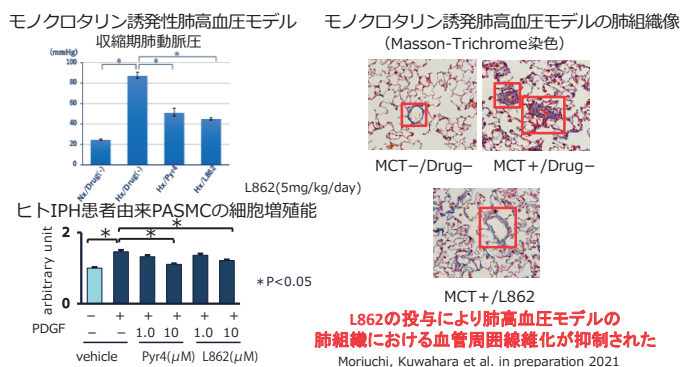 モノクロタリン誘発性肺高血圧モデル
収縮期肺動脈圧
(mmHg)
100
80
60
40
20
0
* * *
Nx/Drug(-)
Hx/Drug(-)
Hx/Pyr4
Hx/L862
L862(5mg/kg/day)
ヒトIPH患者由来PASMCの細胞増殖能
arbitrary unit
2
1
0
* * *
*P<0.05
PDGF − + + + + +
− − 1.0 10 1.0 10
vehicle Pyr4(μM) L862(μM)
モノクロタリン誘発肺高血圧モデルの肺組織像
（Masson-Trichrome染色）
MCT−/Drug− MCT+/Drug−
MCT+/L862
L862の投与により肺高血圧モデルの
肺組織における血管周囲線維化が抑制された
Moriuchi, Kuwahara et al. in preparation 2021